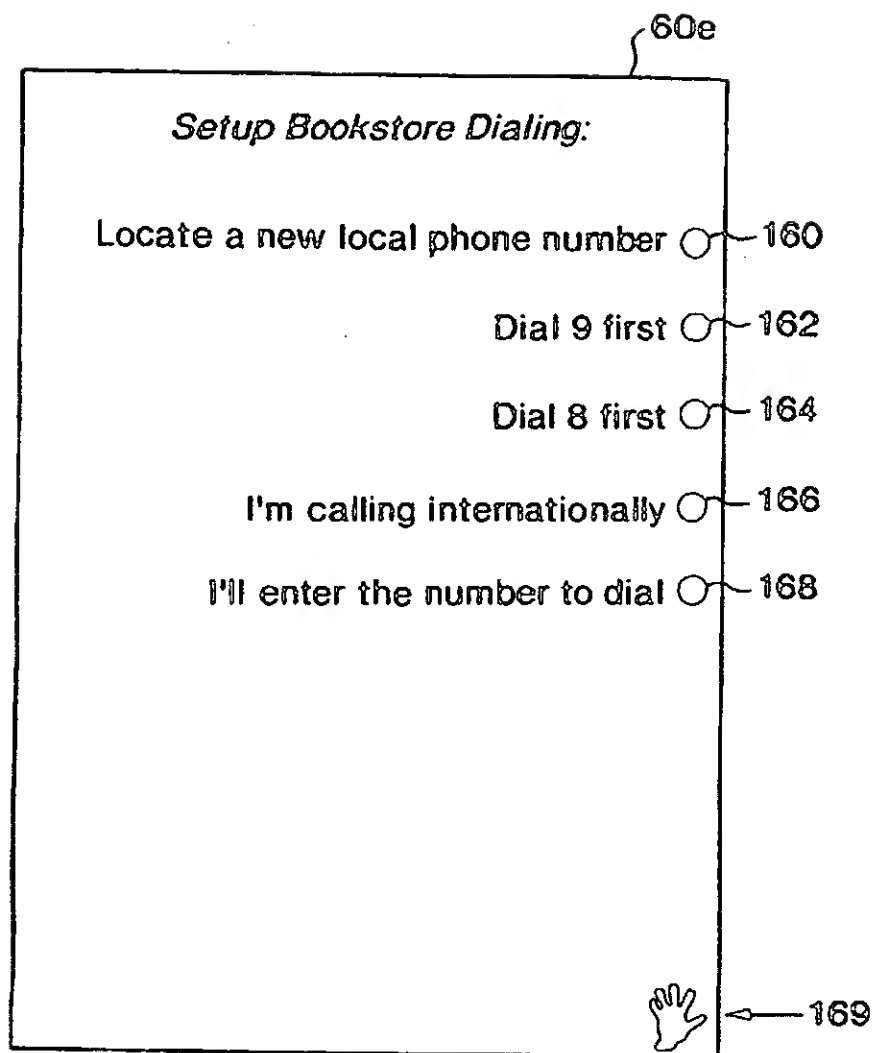 60e
Setup Bookstore Dialing:
Locate a new local phone number 160
Dial 9 first 162
Dial 8 first 164
I'm calling internationally 166
I'll enter the number to dial 168
169